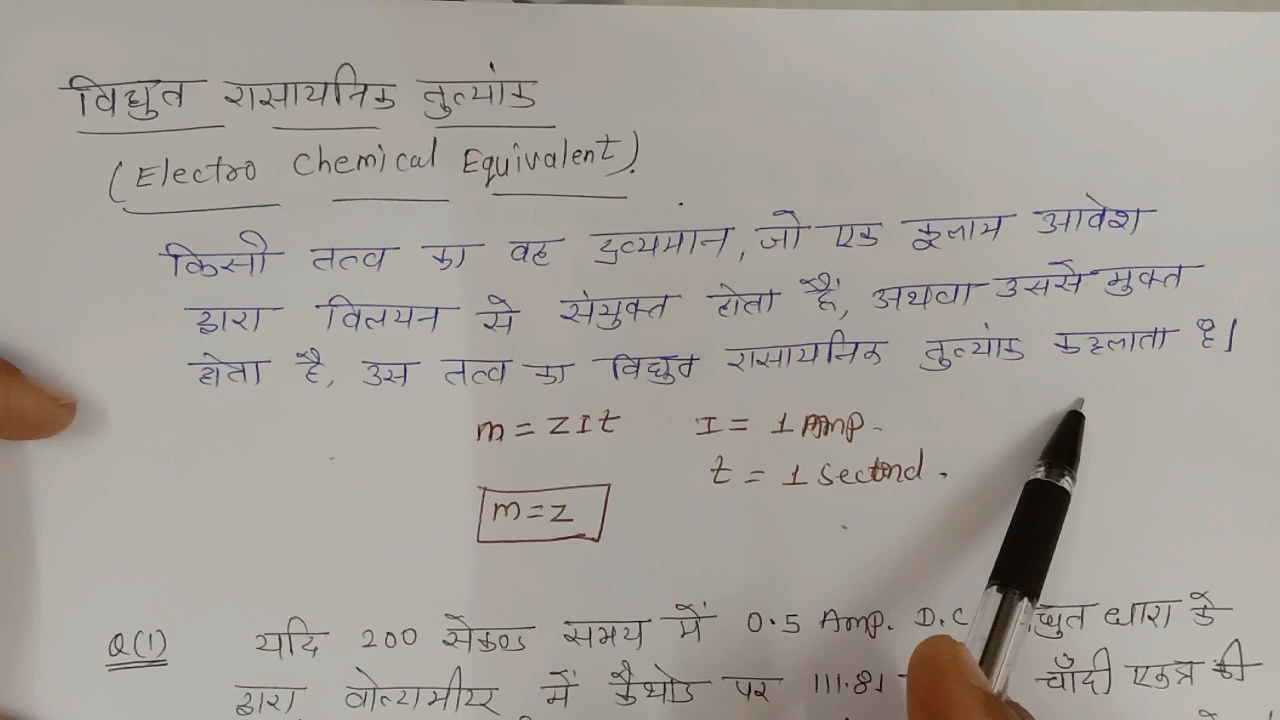 विद्युत रासायनिक तुल्यांक
(Electro Chemical Equivalent).
किसी तत्व का वह द्रव्यमान, जो एक कूलाम आवेश
द्वारा विलयन से संयुक्त होता है, अथवा उससे मुक्त
होता है, उस तत्व का विद्युत रासायनिक तुल्यांक कहलाता है।
m = ZIt I = 1 Amp.
t = 1 Second.
m = Z
Q(1) यदि 200 सेकण्ड समय में 0.5 Amp. D.C धारा के
द्वारा वोल्टामीटर में कैथोड पर 111.81 चाँदी एकत्र की